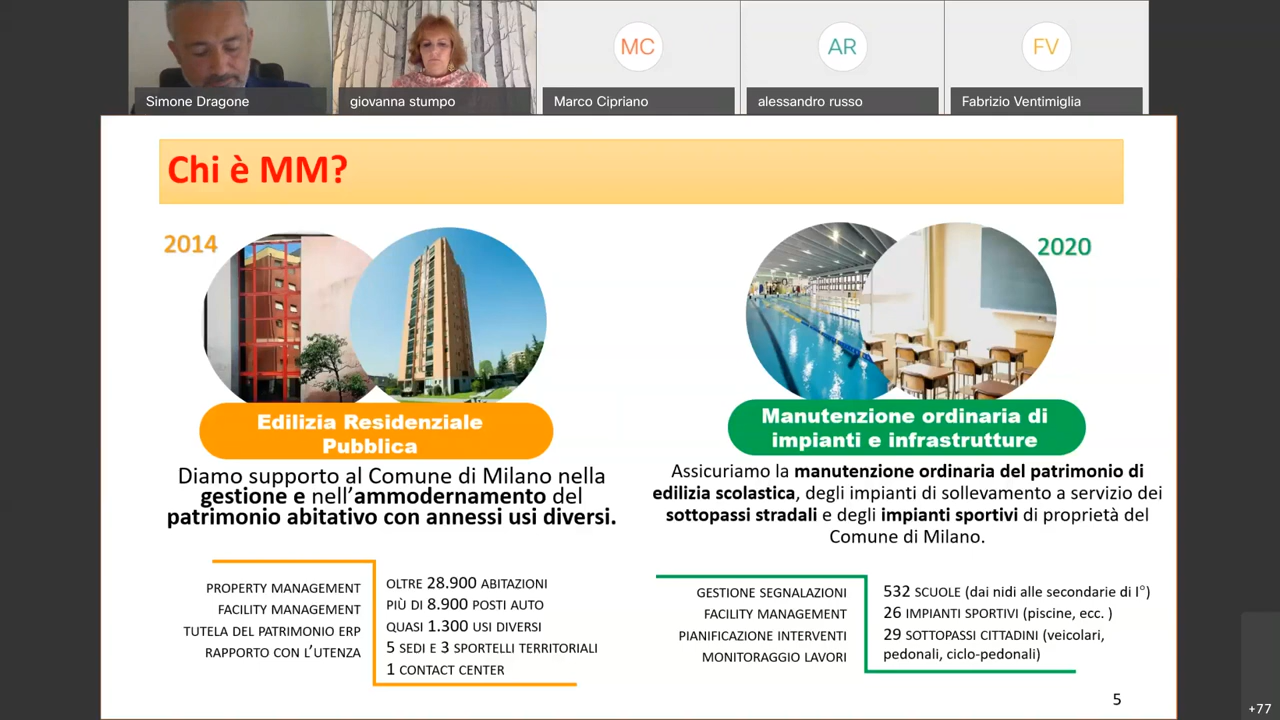 MC
AR
FV
Simone Dragone
giovanna stumpo
Marco Cipriano
alessandro russo
Fabrizio Ventimiglia
Chi è MM?
2014
2020
Edilizia Residenziale
Pubblica
Diamo supporto al Comune di Milano nella
gestione e nell'ammodernamento del
patrimonio abitativo con annessi usi diversi.
PROPERTY MANAGEMENT
FACILITY MANAGEMENT
TUTELA DEL PATRIMONIO ERP
RAPPORTO CON L'UTENZA
OLTRE 28.900 ABITAZIONI
PIÙ DI 8.900 POSTI AUTO
QUASI 1.300 USI DIVERSI
5 SEDI E 3 SPORTELLI TERRITORIALI
1 CONTACT CENTER
Manutenzione ordinaria di
impianti e infrastrutture
Assicuriamo la manutenzione ordinaria del patrimonio di
edilizia scolastica, degli impianti di sollevamento a servizio dei
sottopassi stradali e degli impianti sportivi di proprietà del
Comune di Milano.
GESTIONE SEGNALAZIONI
FACILITY MANAGEMENT
PIANIFICAZIONE INTERVENTI
MONITORAGGIO LAVORI
532 SCUOLE (dai nidi alle secondarie di I°)
26 IMPIANTI SPORTIVI (piscine, ecc. )
29 SOTTOPASSI CITTADINI (veicolari,
pedonali, ciclo-pedonali)
5
+77